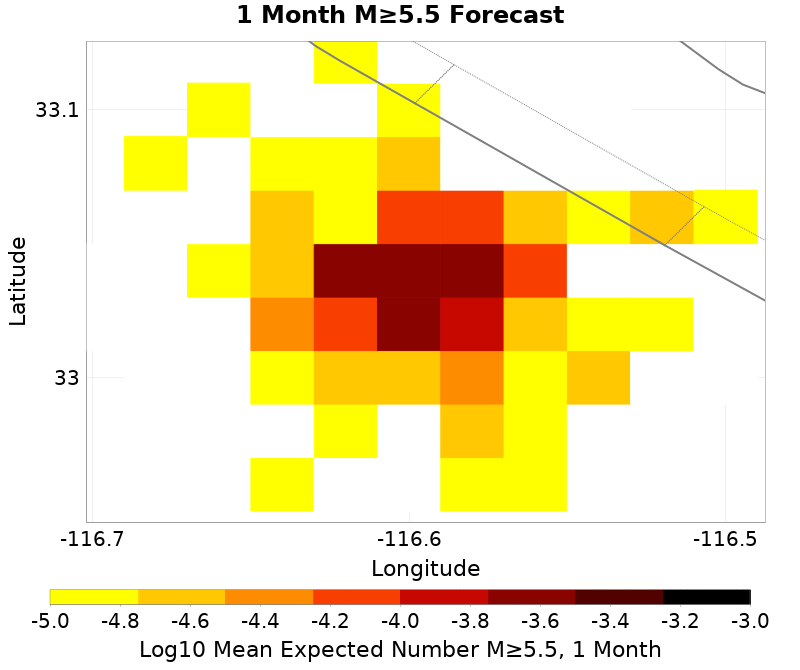 1 Month M≥5.5 Forecast
33.1
33
Latitude
-116.7 -116.6 -116.5
Longitude
-5.0 -4.8 -4.6 -4.4 -4.2 -4.0 -3.8 -3.6 -3.4 -3.2 -3.0
Log10 Mean Expected Number M≥5.5, 1 Month